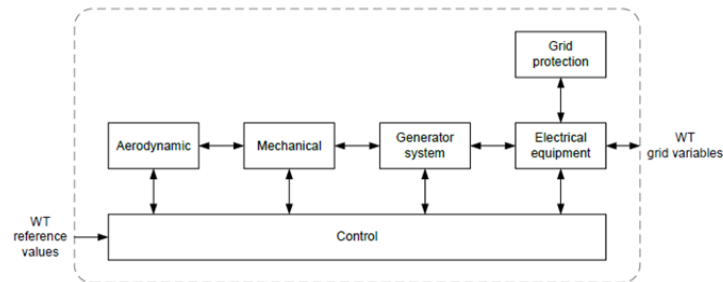 Grid
protection
Aerodynamic
Mechanical
Generator
system
Electrical
equipment
WT
grid variables
WT
reference
values
Control